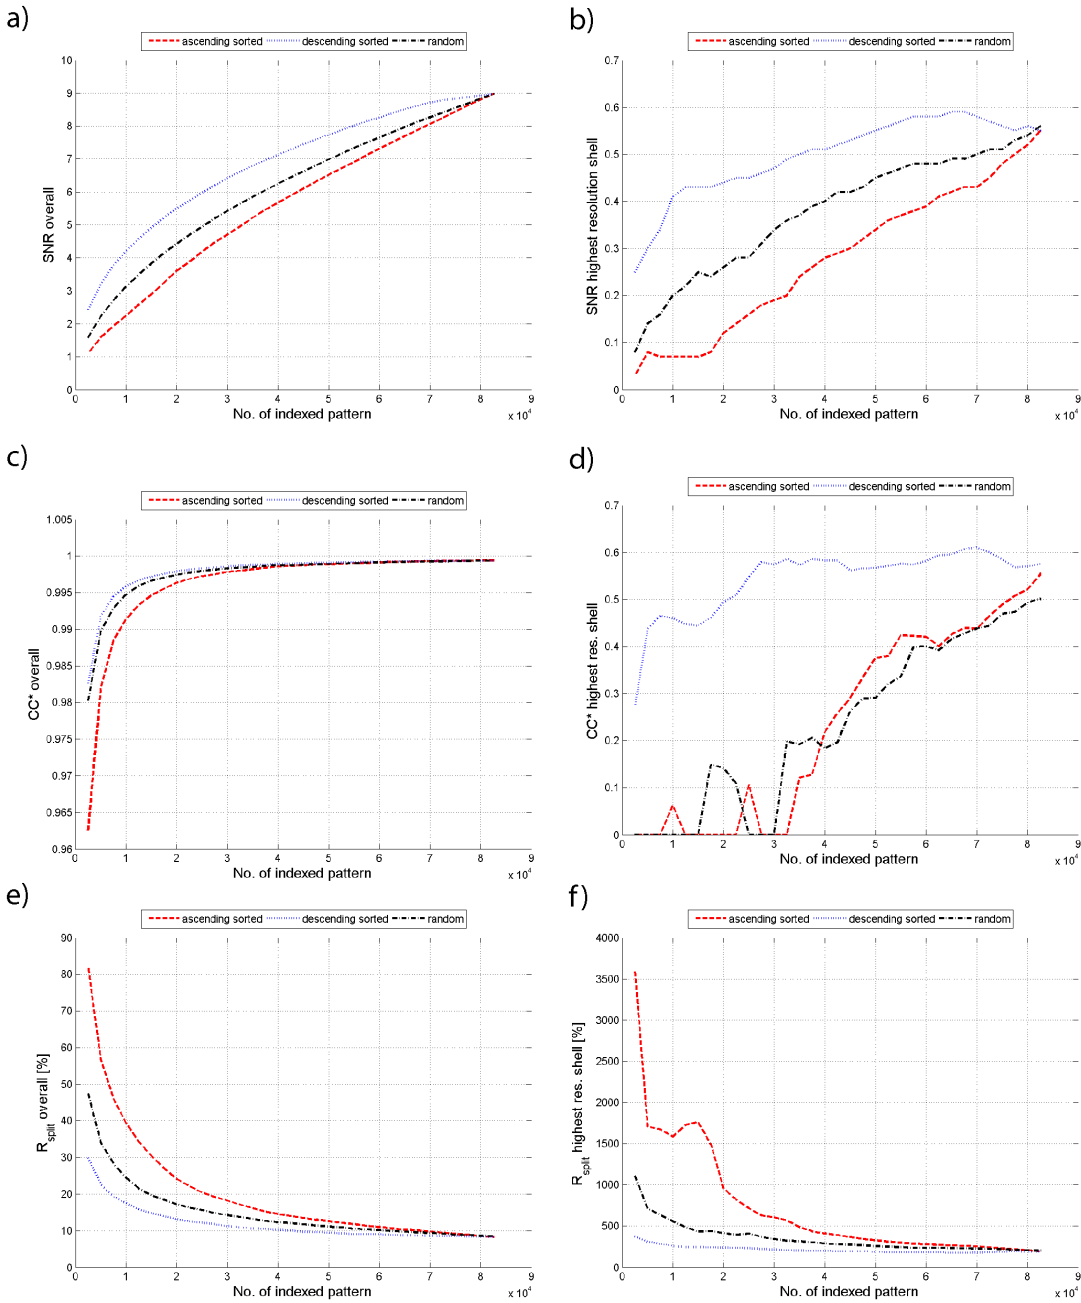 a)
ascending sorted descending sorted random
10
9
8
7
6
5
4
3
2
1
0
SNR overall
0 1 2 3 4 5 6 7 8 9
No. of indexed pattern
x 10⁴
b)
ascending sorted descending sorted random
0.7
0.6
0.5
0.4
0.3
0.2
0.1
0
SNR highest resolution shell
0 1 2 3 4 5 6 7 8 9
No. of indexed pattern
x 10⁴
c)
ascending sorted descending sorted random
1.005
1
0.995
0.99
0.985
0.98
0.975
0.97
0.965
0.96
CC* overall
0 1 2 3 4 5 6 7 8 9
No. of indexed pattern
x 10⁴
d)
ascending sorted descending sorted random
0.7
0.6
0.5
0.4
0.3
0.2
0.1
0
CC* highest res. shell
0 1 2 3 4 5 6 7 8 9
No. of indexed pattern
x 10⁴
e)
ascending sorted descending sorted random
90
80
70
60
50
40
30
20
10
0
Rsplit overall [%]
0 1 2 3 4 5 6 7 8 9
No. of indexed pattern
x 10⁴
f)
ascending sorted descending sorted random
4000
3500
3000
2500
2000
1500
1000
500
0
Rsplit highest res. shell [%]
0 1 2 3 4 5 6 7 8 9
No. of indexed pattern
x 10⁴